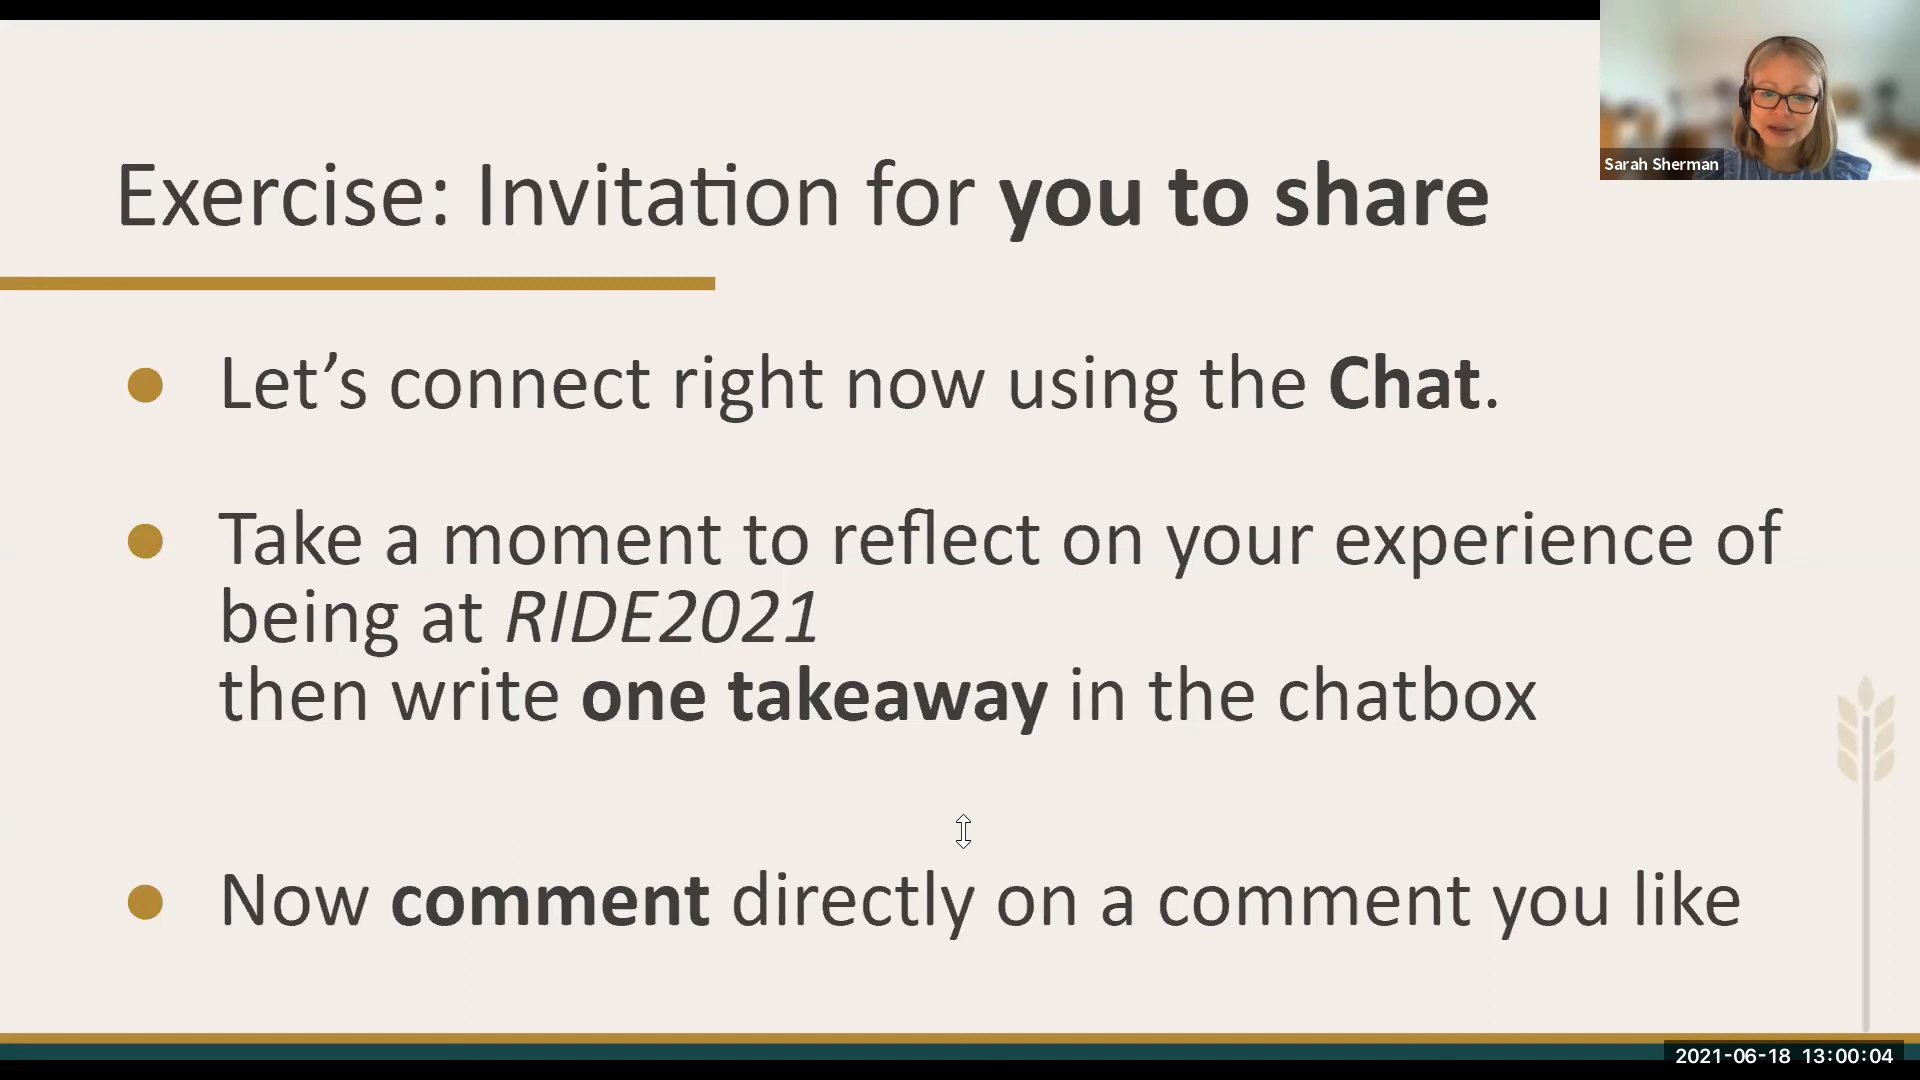 Sarah Sherman
Exercise: Invitation for you to share
Let’s connect right now using the Chat.
Take a moment to reflect on your experience of
being at RIDE2021
then write one takeaway in the chatbox
Now comment directly on a comment you like
2021-06-18 13:00:04